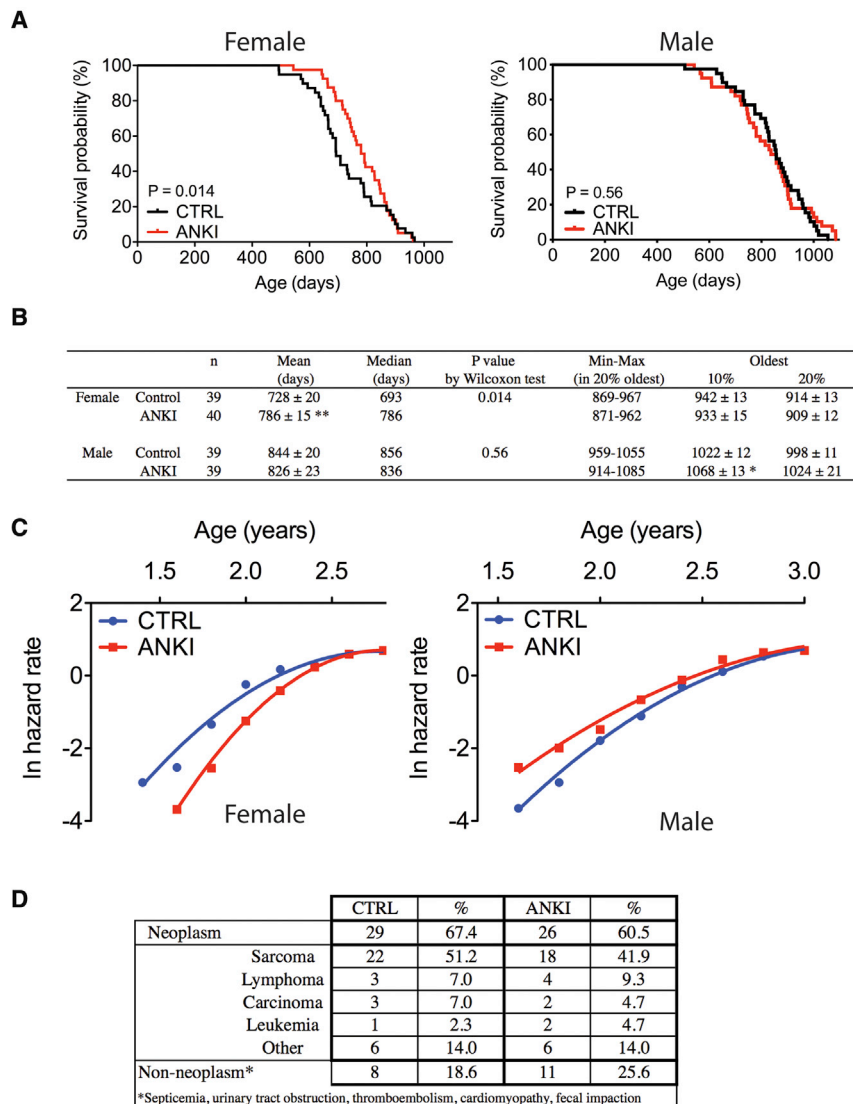 A
Female
Male
Survival probability (%)
100
80
60
40
20
0
P = 0.014
CTRL
ANKI
0 200 400 600 800 1000
Age (days)
Survival probability (%)
100
80
60
40
20
0
P = 0.56
CTRL
ANKI
0 200 400 600 800 1000
Age (days)
B
n Mean Median P value Min-Max Oldest
(days) (days) by Wilcoxon test (in 20% oldest) 10% 20%
Female Control 39 728 ± 20 693 0.014 869-967 942 ± 13 914 ± 13
ANKI 40 786 ± 15 ** 786 871-962 933 ± 15 909 ± 12
Male Control 39 844 ± 20 856 0.56 959-1055 1022 ± 12 998 ± 11
ANKI 39 826 ± 23 836 914-1085 1068 ± 13 * 1024 ± 21
C
Age (years)
1.5 2.0 2.5
ln hazard rate
2
0
-2
-4
CTRL
ANKI
Female
Age (years)
1.5 2.0 2.5 3.0
ln hazard rate
2
0
-2
-4
CTRL
ANKI
Male
D
CTRL % ANKI %
Neoplasm 29 67.4 26 60.5
Sarcoma 22 51.2 18 41.9
Lymphoma 3 7.0 4 9.3
Carcinoma 3 7.0 2 4.7
Leukemia 1 2.3 2 4.7
Other 6 14.0 6 14.0
Non-neoplasm* 8 18.6 11 25.6
*Septicemia, urinary tract obstruction, thromboembolism, cardiomyopathy, fecal impaction